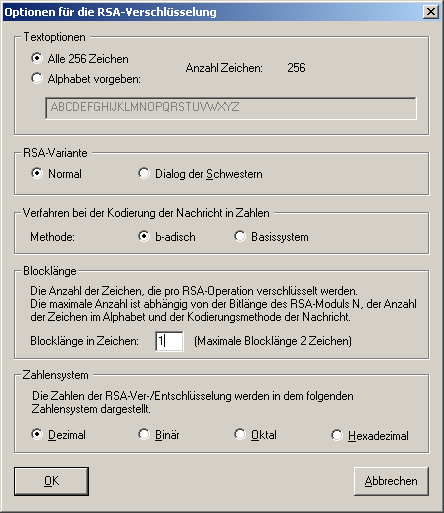 Optionen für die RSA-Verschlüsselung
Textoptionen
Alle 256 Zeichen
Anzahl Zeichen: 256
Alphabet vorgeben:
ABCDEFGHIJKLMNOPQRSTUVWXYZ
RSA-Variante
Normal Dialog der Schwestern
Verfahren bei der Kodierung der Nachricht in Zahlen
Methode: b-adisch Basissystem
Blocklänge
Die Anzahl der Zeichen, die pro RSA-Operation verschlüsselt werden.
Die maximale Anzahl ist abhängig von der Bitlänge des RSA-Moduls N, der Anzahl
der Zeichen im Alphabet und der Kodierungsmethode der Nachricht.
Blocklänge in Zeichen: 1 (Maximale Blocklänge 2 Zeichen)
Zahlensystem
Die Zahlen der RSA-Ver-/Entschlüsselung werden in dem folgenden
Zahlensystem dargestellt.
Dezimal Binär Oktal Hexadezimal
OK Abbrechen